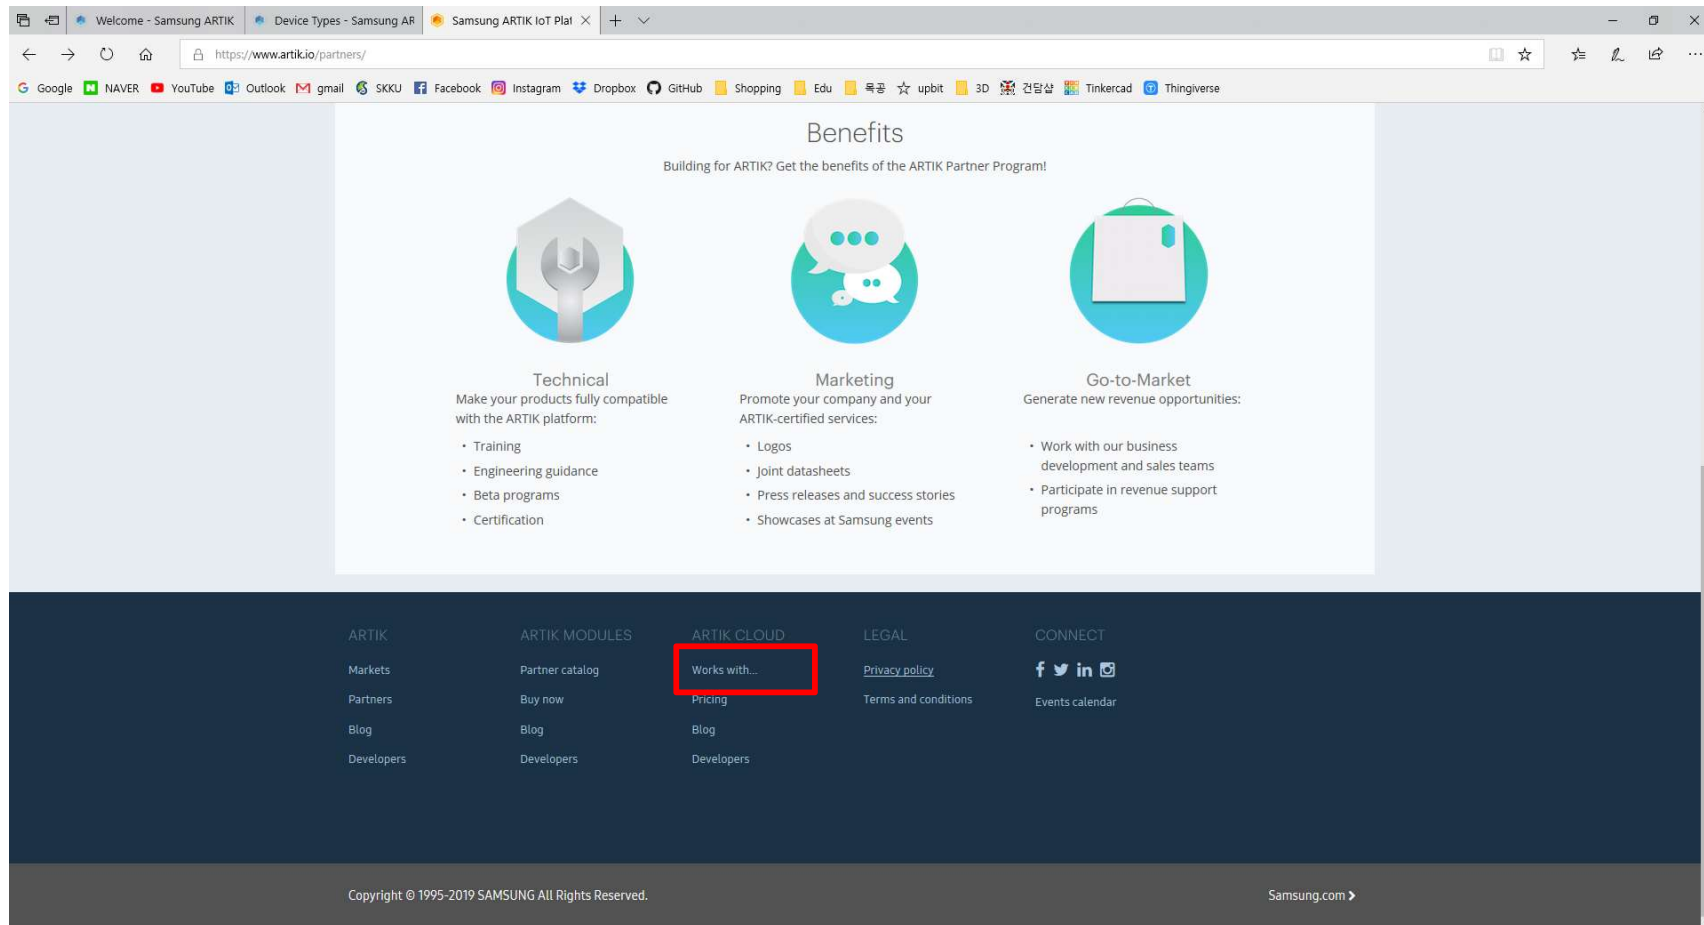 Welcome - Samsung ARTIK
Device Types - Samsung AR
Samsung ARTIK IoT Plat
https://www.artik.io/partners/
Google NAVER YouTube Outlook gmail SKKU Facebook Instagram Dropbox GitHub Shopping Edu 목공 upbit 3D 건담샵 Tinkercad Thingiverse
Benefits
Building for ARTIK? Get the benefits of the ARTIK Partner Program!
Technical
Make your products fully compatible
with the ARTIK platform:
• Training
• Engineering guidance
• Beta programs
• Certification
Marketing
Promote your company and your
ARTIK-certified services:
• Logos
• Joint datasheets
• Press releases and success stories
• Showcases at Samsung events
Go-to-Market
Generate new revenue opportunities:
• Work with our business
development and sales teams
• Participate in revenue support
programs
ARTIK
Markets
Partners
Blog
Developers
ARTIK MODULES
Partner catalog
Buy now
Blog
Developers
ARTIK CLOUD
Works with...
Pricing
Blog
Developers
LEGAL
Privacy policy
Terms and conditions
CONNECT
Events calendar
Copyright © 1995-2019 SAMSUNG All Rights Reserved.
Samsung.com